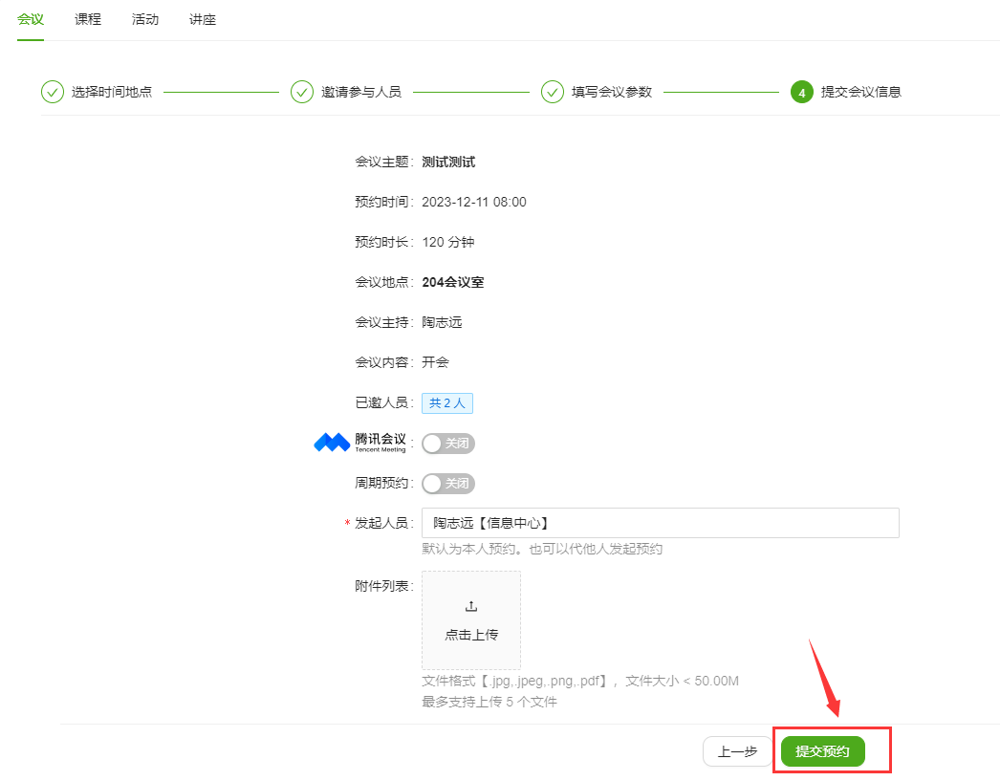 会议 课程 活动 讲座
选择时间地点 邀请参与人员 填写会议参数 4 提交会议信息
会议主题: 测试测试
预约时间: 2023-12-11 08:00
预约时长: 120 分钟
会议地点: 204会议室
会议主持: 陶志远
会议内容: 开会
已邀人员: 共 2 人
腾讯会议 : 关闭
Tencent Meeting
周期预约: 关闭
* 发起人员: 陶志远【信息中心】
默认为本人预约。也可以代他人发起预约
附件列表:
点击上传
文件格式【.jpg,.jpeg,.png,.pdf】，文件大小 < 50.00M
最多支持上传 5 个文件
上一步 提交预约